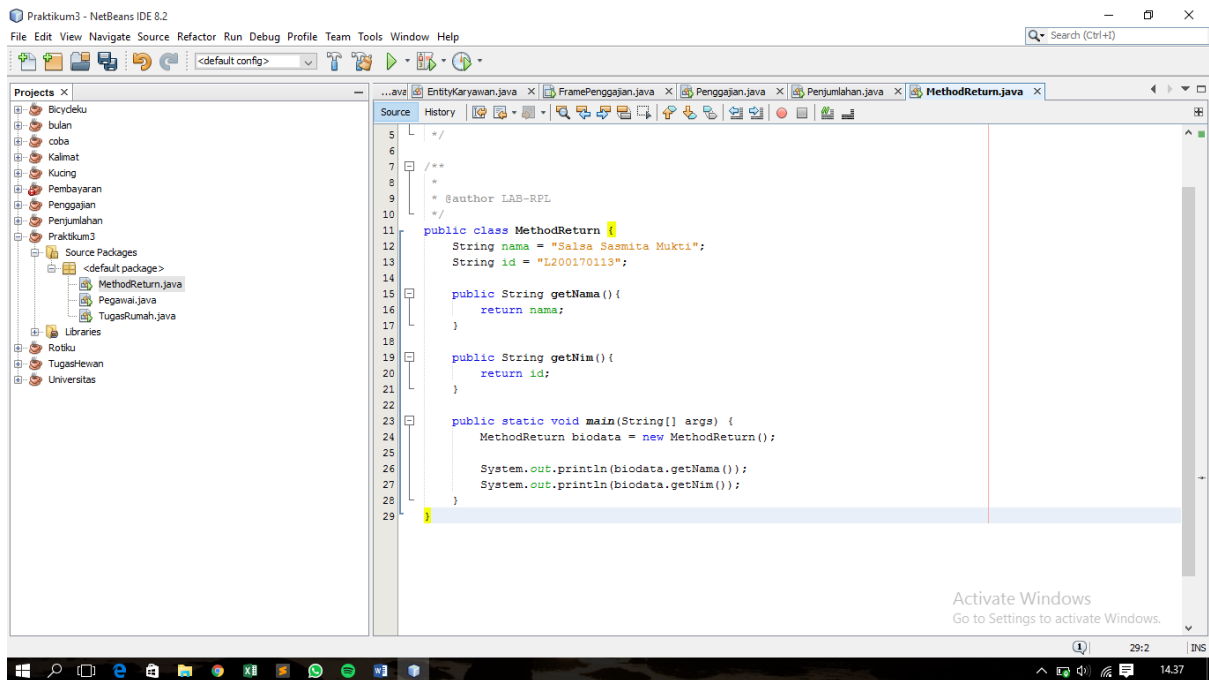 Praktikum3 - NetBeans IDE 8.2
File Edit View Navigate Source Refactor Run Debug Profile Team Tools Window Help
Search (Ctrl+I)
<default config>
Projects
...ava EntityKaryawan.java FramePenggajian.java Penggajian.java Penjumlahan.java MethodReturn.java
Source History
Bicycleku
bulan
coba
Kalimat
Kucing
Pembayaran
Penggajian
Penjumlahan
Praktikum3
Source Packages
<default package>
MethodReturn.java
Pegawai.java
TugasRumah.java
Libraries
Rotiku
TugasHewan
Universitas
5 */
6
7 /**
8 *
9 * @author LAB-RPL
10 */
11 public class MethodReturn {
12 String nama = "Salsa Sasmita Mukti";
13 String id = "L200170113";
14
15 public String getNama(){
16 return nama;
17 }
18
19 public String getNim(){
20 return id;
21 }
22
23 public static void main(String[] args) {
24 MethodReturn biodata = new MethodReturn();
25
26 System.out.println(biodata.getNama());
27 System.out.println(biodata.getNim());
28 }
29 }
Activate Windows
Go to Settings to activate Windows.
1 29:2 INS
14.37